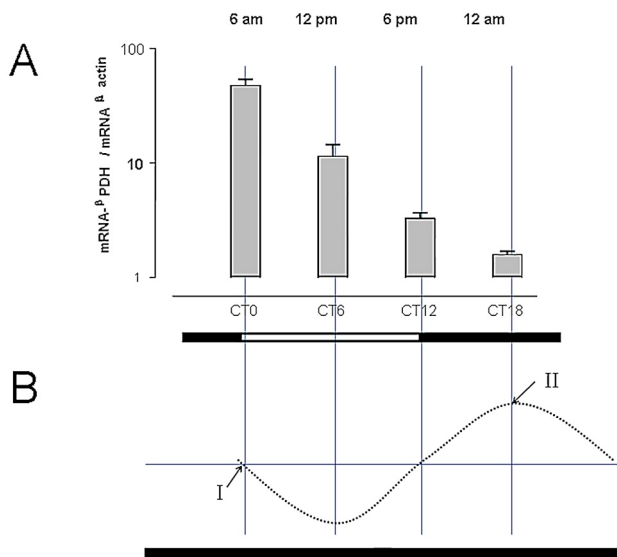 6 am 12 pm 6 pm 12 am
A
mRNA-β PDH / mRNA β actin
100
10
1
CT0 CT6 CT12 CT18
B
II
I